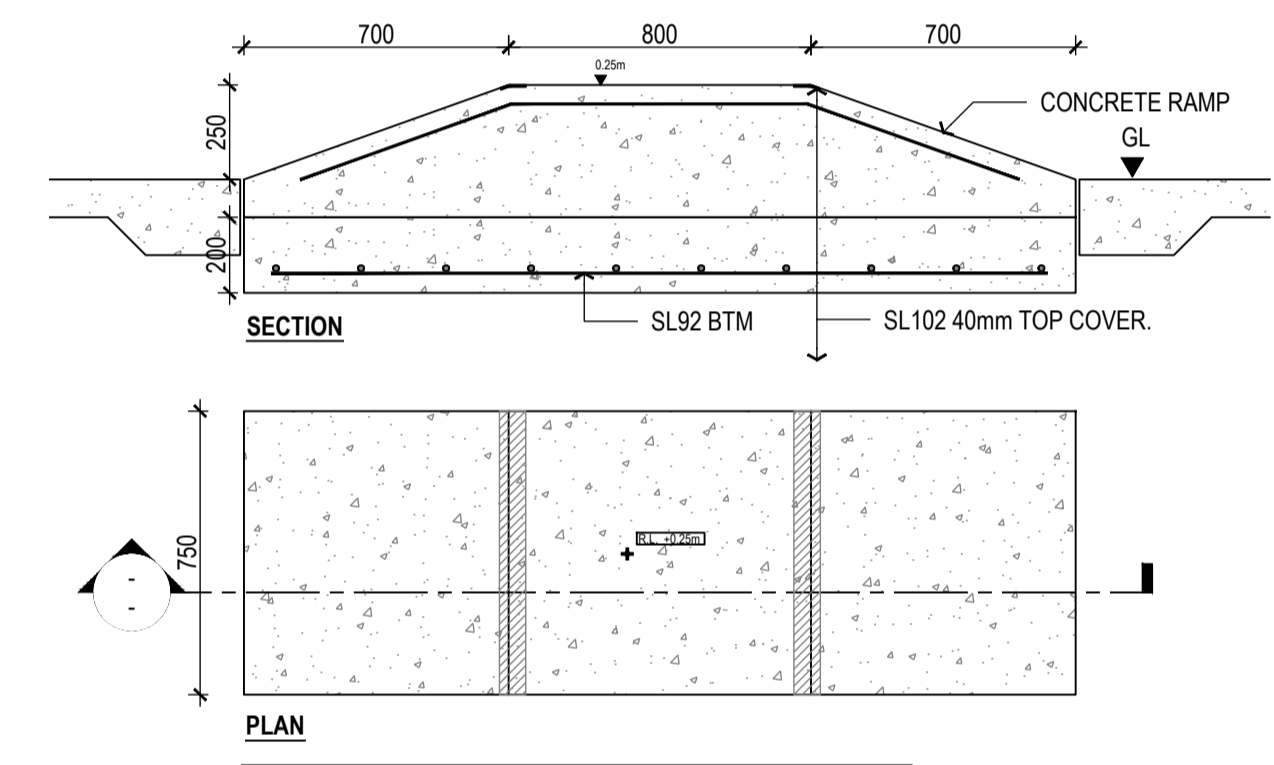 700 800 700
0.25m
CONCRETE RAMP
GL
250
200
SL92 BTM
SL102 40mm TOP COVER.
SECTION
R.L. +0.25m
750
-
-
PLAN